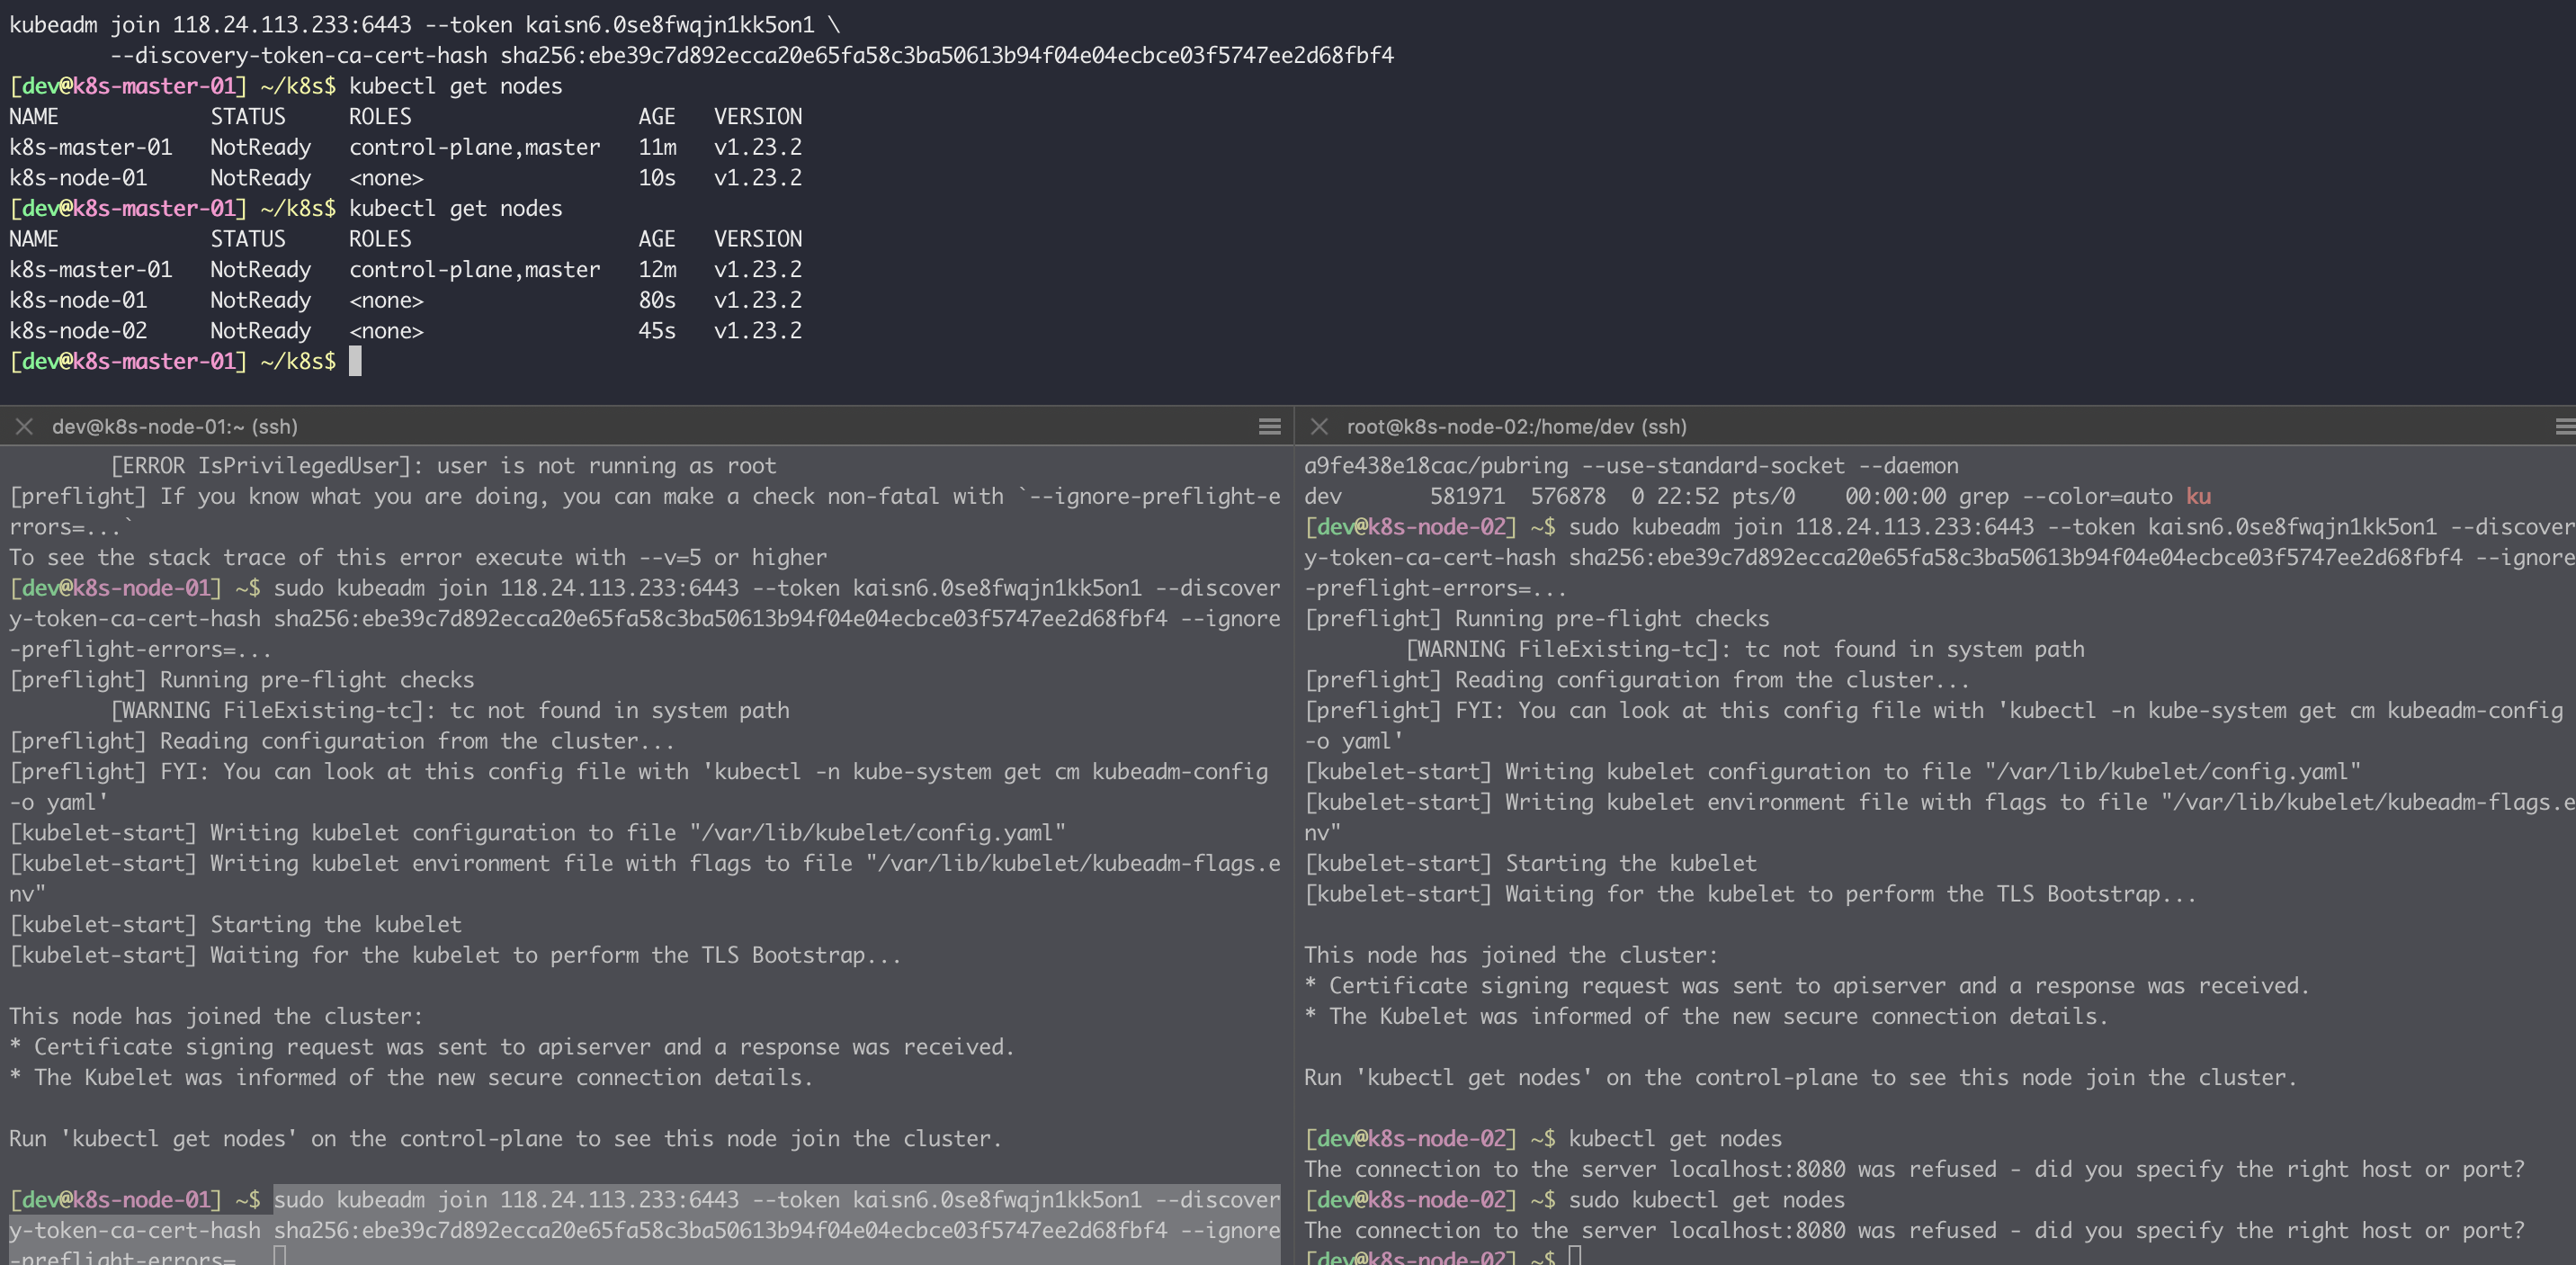 kubeadm join 118.24.113.233:6443 --token kaisn6.0se8fwqjn1kk5on1 \
        --discovery-token-ca-cert-hash sha256:ebe39c7d892ecca20e65fa58c3ba50613b94f04e04ecbce03f5747ee2d68fbf4
[dev@k8s-master-01] ~/k8s$ kubectl get nodes
NAME            STATUS     ROLES                  AGE   VERSION
k8s-master-01   NotReady   control-plane,master   11m   v1.23.2
k8s-node-01     NotReady   <none>                 10s   v1.23.2
[dev@k8s-master-01] ~/k8s$ kubectl get nodes
NAME            STATUS     ROLES                  AGE   VERSION
k8s-master-01   NotReady   control-plane,master   12m   v1.23.2
k8s-node-01     NotReady   <none>                 80s   v1.23.2
k8s-node-02     NotReady   <none>                 45s   v1.23.2
[dev@k8s-master-01] ~/k8s$
dev@k8s-node-01:~ (ssh)
        [ERROR IsPrivilegedUser]: user is not running as root
[preflight] If you know what you are doing, you can make a check non-fatal with `--ignore-preflight-e
rrors=...`
To see the stack trace of this error execute with --v=5 or higher
[dev@k8s-node-01] ~$ sudo kubeadm join 118.24.113.233:6443 --token kaisn6.0se8fwqjn1kk5on1 --discover
y-token-ca-cert-hash sha256:ebe39c7d892ecca20e65fa58c3ba50613b94f04e04ecbce03f5747ee2d68fbf4 --ignore
-preflight-errors=...
[preflight] Running pre-flight checks
        [WARNING FileExisting-tc]: tc not found in system path
[preflight] Reading configuration from the cluster...
[preflight] FYI: You can look at this config file with 'kubectl -n kube-system get cm kubeadm-config
-o yaml'
[kubelet-start] Writing kubelet configuration to file "/var/lib/kubelet/config.yaml"
[kubelet-start] Writing kubelet environment file with flags to file "/var/lib/kubelet/kubeadm-flags.e
nv"
[kubelet-start] Starting the kubelet
[kubelet-start] Waiting for the kubelet to perform the TLS Bootstrap...
This node has joined the cluster:
* Certificate signing request was sent to apiserver and a response was received.
* The Kubelet was informed of the new secure connection details.
Run 'kubectl get nodes' on the control-plane to see this node join the cluster.
[dev@k8s-node-01] ~$ sudo kubeadm join 118.24.113.233:6443 --token kaisn6.0se8fwqjn1kk5on1 --discover
y-token-ca-cert-hash sha256:ebe39c7d892ecca20e65fa58c3ba50613b94f04e04ecbce03f5747ee2d68fbf4 --ignore
-preflight-errors=
root@k8s-node-02:/home/dev (ssh)
a9fe438e18cac/pubring --use-standard-socket --daemon
dev       581971  576878  0 22:52 pts/0    00:00:00 grep --color=auto ku
[dev@k8s-node-02] ~$ sudo kubeadm join 118.24.113.233:6443 --token kaisn6.0se8fwqjn1kk5on1 --discover
y-token-ca-cert-hash sha256:ebe39c7d892ecca20e65fa58c3ba50613b94f04e04ecbce03f5747ee2d68fbf4 --ignore
-preflight-errors=...
[preflight] Running pre-flight checks
        [WARNING FileExisting-tc]: tc not found in system path
[preflight] Reading configuration from the cluster...
[preflight] FYI: You can look at this config file with 'kubectl -n kube-system get cm kubeadm-config
-o yaml'
[kubelet-start] Writing kubelet configuration to file "/var/lib/kubelet/config.yaml"
[kubelet-start] Writing kubelet environment file with flags to file "/var/lib/kubelet/kubeadm-flags.e
nv"
[kubelet-start] Starting the kubelet
[kubelet-start] Waiting for the kubelet to perform the TLS Bootstrap...
This node has joined the cluster:
* Certificate signing request was sent to apiserver and a response was received.
* The Kubelet was informed of the new secure connection details.
Run 'kubectl get nodes' on the control-plane to see this node join the cluster.
[dev@k8s-node-02] ~$ kubectl get nodes
The connection to the server localhost:8080 was refused - did you specify the right host or port?
[dev@k8s-node-02] ~$ sudo kubectl get nodes
The connection to the server localhost:8080 was refused - did you specify the right host or port?
[dev@k8s-node-02] ~$